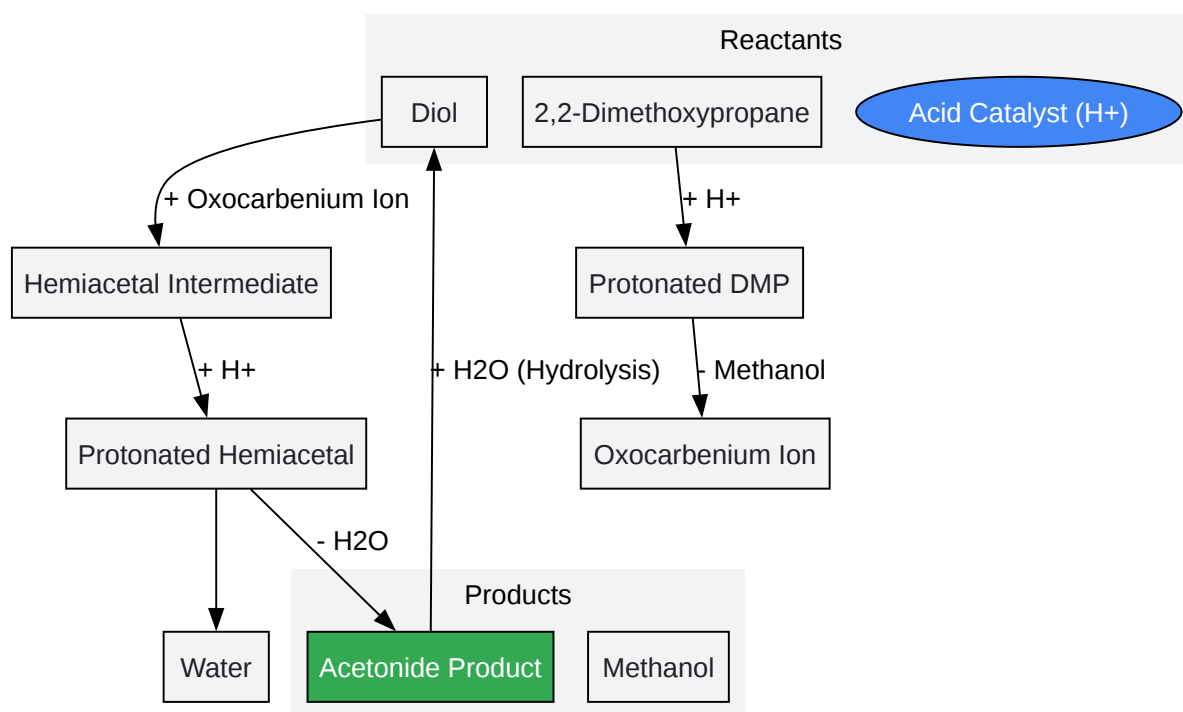 Reactants
Diol
2,2-Dimethoxypropane
Acid Catalyst (H+)
+ Oxocarbenium Ion
+ H+
Hemiacetal Intermediate
Protonated DMP
+ H+
+ H2O (Hydrolysis)
- Methanol
Protonated Hemiacetal
Oxocarbenium Ion
- H2O
Products
Water
Acetonide Product
Methanol